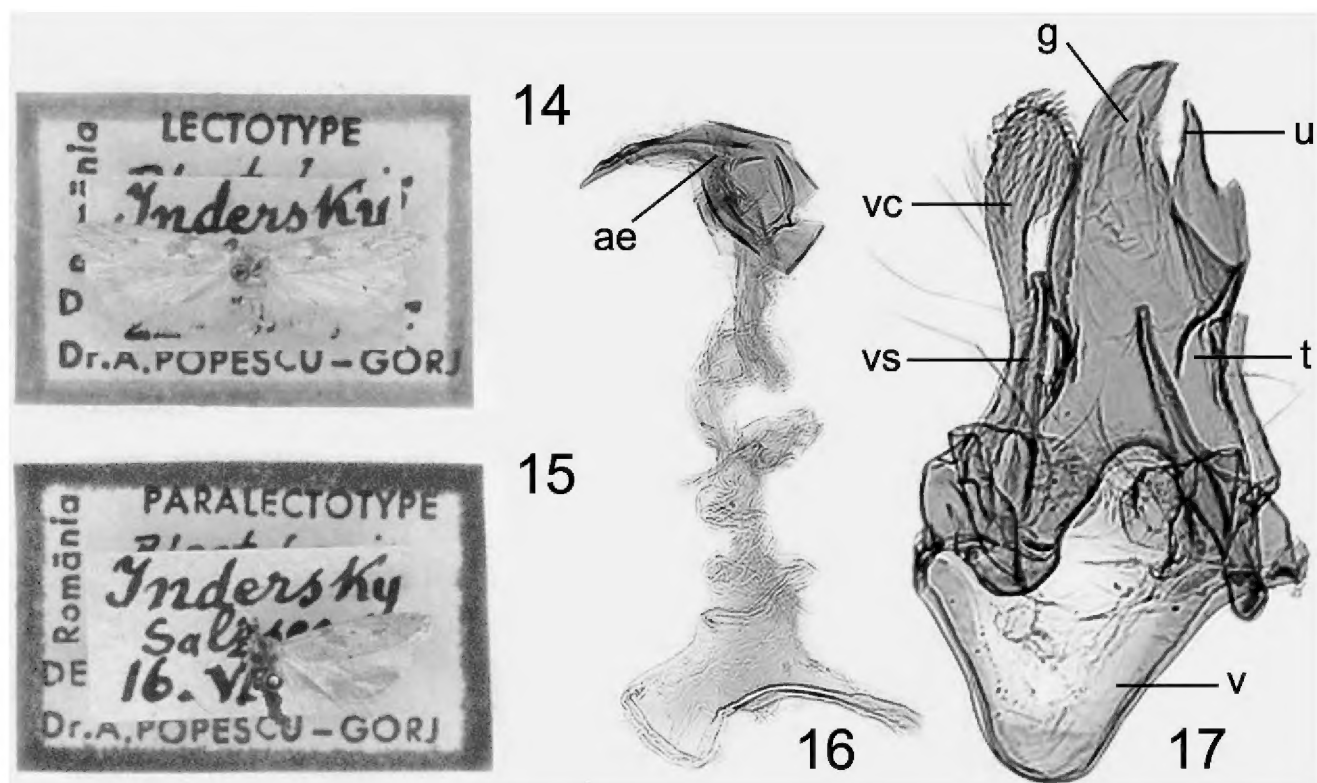 14
LECTOTYPE
Indersky
Dr.A.POPESCU-GORJ
15
PARALECTOTYPE
DE România
Indersky
16. VI
Dr.A.POPESCU-GORJ
16
ae
17
g
u
vc
vs
t
v